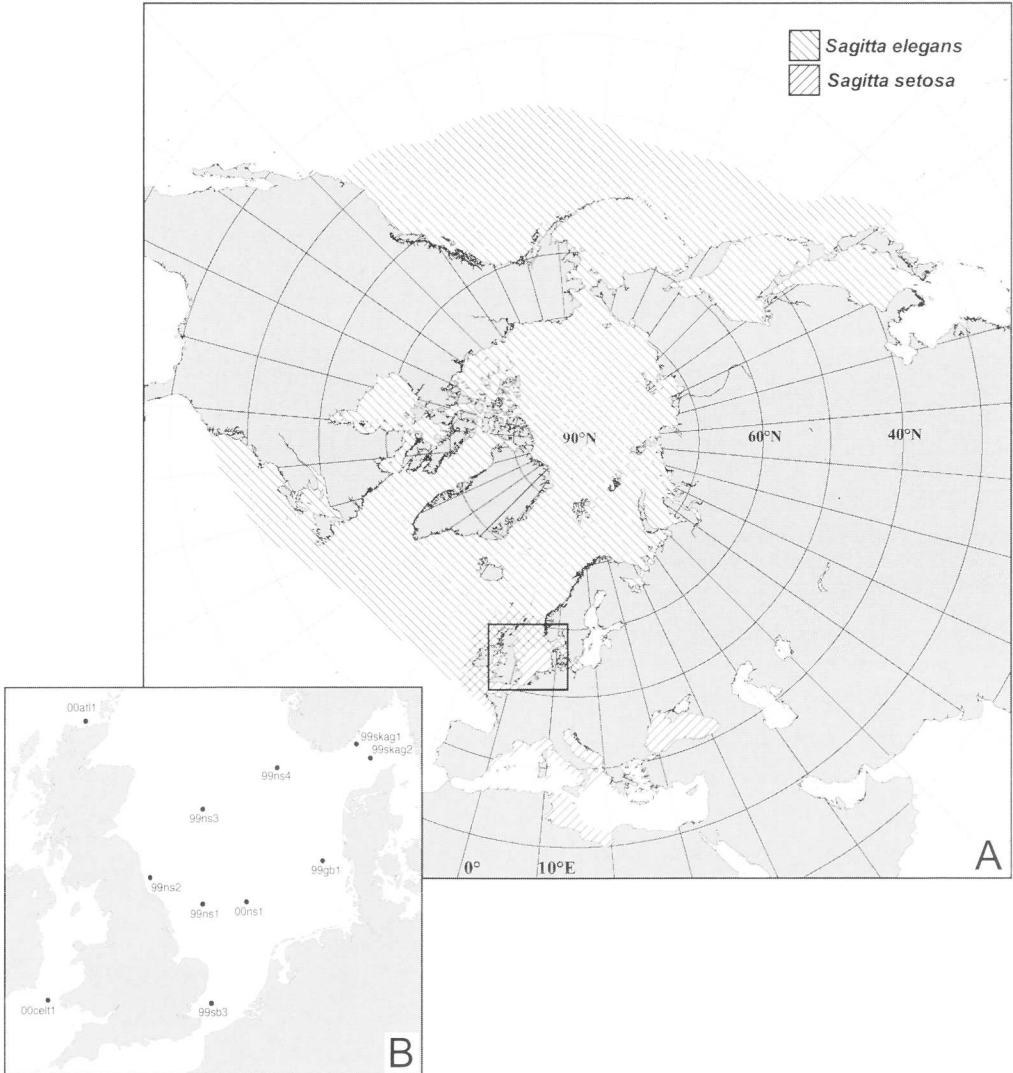 Sagitta elegans
Sagitta setosa
90°N
60°N
40°N
0°
10°E
A
00atl1
99skag1
99skag2
99ns4
99ns3
99gb1
99ns2
99ns1
00ns1
00celt1
99sb3
B